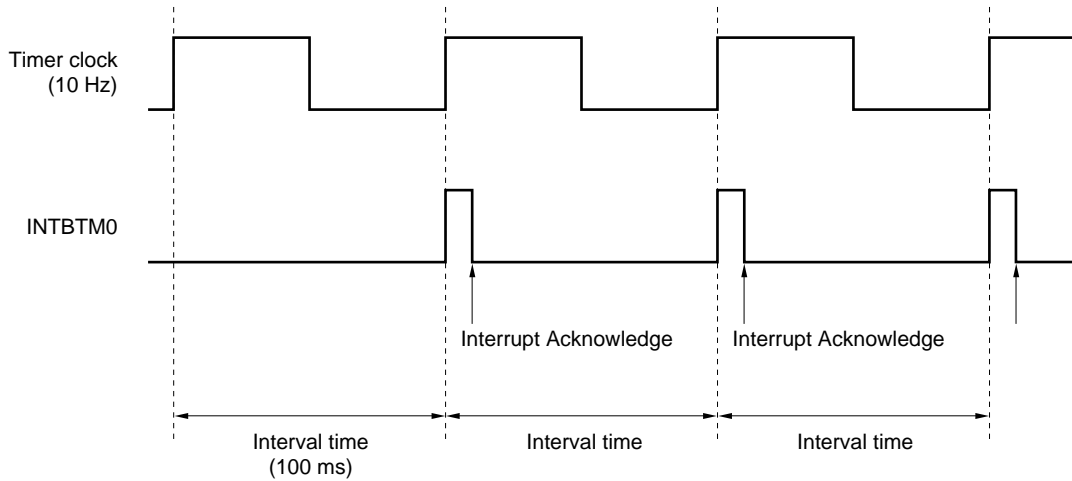 Timer clock
(10 Hz)
INTBTM0
Interrupt Acknowledge
Interrupt Acknowledge
Interval time
(100 ms)
Interval time
Interval time